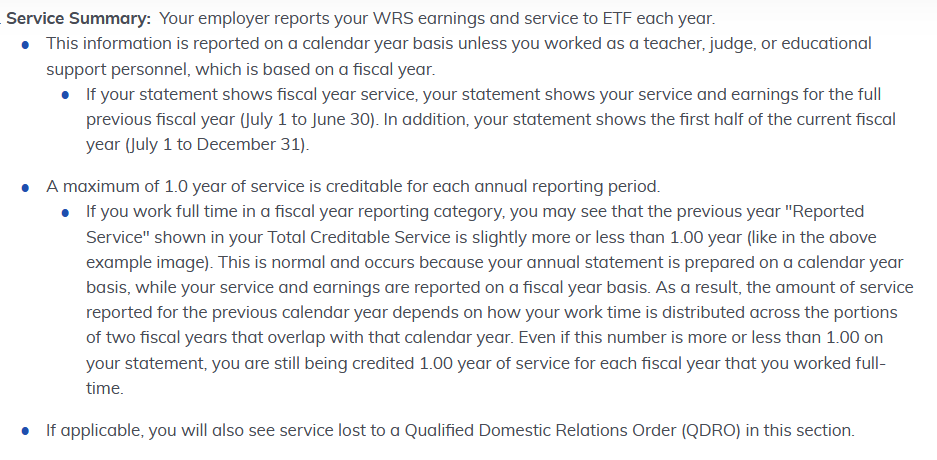 Service Summary: Your employer reports your WRS earnings and service to ETF each year.
• This information is reported on a calendar year basis unless you worked as a teacher, judge, or educational
support personnel, which is based on a fiscal year.
• If your statement shows fiscal year service, your statement shows your service and earnings for the full
previous fiscal year (July 1 to June 30). In addition, your statement shows the first half of the current fiscal
year (July 1 to December 31).
• A maximum of 1.0 year of service is creditable for each annual reporting period.
• If you work full time in a fiscal year reporting category, you may see that the previous year "Reported
Service" shown in your Total Creditable Service is slightly more or less than 1.00 year (like in the above
example image). This is normal and occurs because your annual statement is prepared on a calendar year
basis, while your service and earnings are reported on a fiscal year basis. As a result, the amount of service
reported for the previous calendar year depends on how your work time is distributed across the portions
of two fiscal years that overlap with that calendar year. Even if this number is more or less than 1.00 on
your statement, you are still being credited 1.00 year of service for each fiscal year that you worked full-
time.
• If applicable, you will also see service lost to a Qualified Domestic Relations Order (QDRO) in this section.